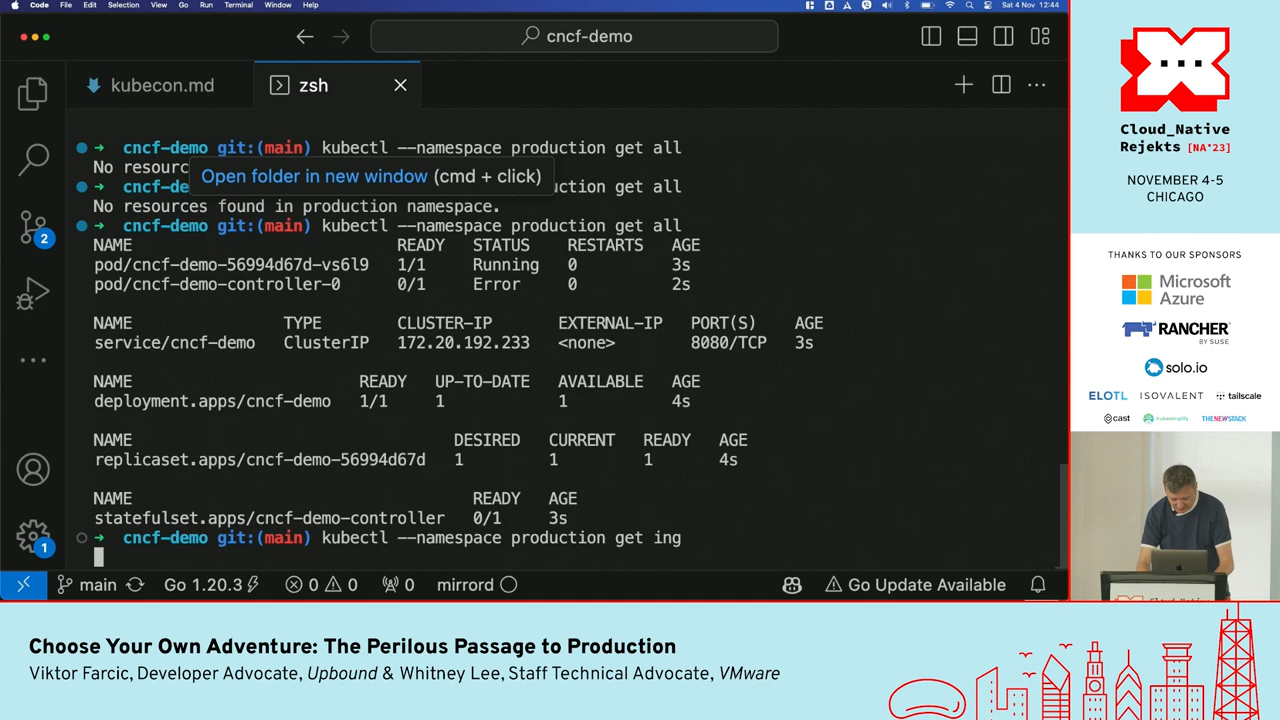 Code File Edit Selection View Go Run Terminal Window Help
Sat 4 Nov 12:44
cncf-demo
kubecon.md
zsh
cncf-demo git:(main) kubectl --namespace production get all
No resourc
Open folder in new window (cmd + click)
cncf-de
ction get all
No resources found in production namespace.
cncf-demo git:(main) kubectl --namespace production get all
NAME READY STATUS RESTARTS AGE
pod/cncf-demo-56994d67d-vs6l9 1/1 Running 0 3s
pod/cncf-demo-controller-0 0/1 Error 0 2s
NAME TYPE CLUSTER-IP EXTERNAL-IP PORT(S) AGE
service/cncf-demo ClusterIP 172.20.192.233 <none> 8080/TCP 3s
NAME READY UP-TO-DATE AVAILABLE AGE
deployment.apps/cncf-demo 1/1 1 1 4s
NAME DESIRED CURRENT READY AGE
replicaset.apps/cncf-demo-56994d67d 1 1 1 4s
NAME READY AGE
statefulset.apps/cncf-demo-controller 0/1 3s
cncf-demo git:(main) kubectl --namespace production get ing
2
1
main Go 1.20.3 0 0 0 mirrord Go Update Available
Cloud_Native
Rejekts [NA'23]
NOVEMBER 4-5
CHICAGO
THANKS TO OUR SPONSORS
Microsoft
Azure
RANCHER
BY SUSE
solo.io
ELOTL ISOVALENT tailscale
cast Kubesimplify THENEWSTACK
Choose Your Own Adventure: The Perilous Passage to Production
Viktor Farcic, Developer Advocate, Upbound & Whitney Lee, Staff Technical Advocate, VMware